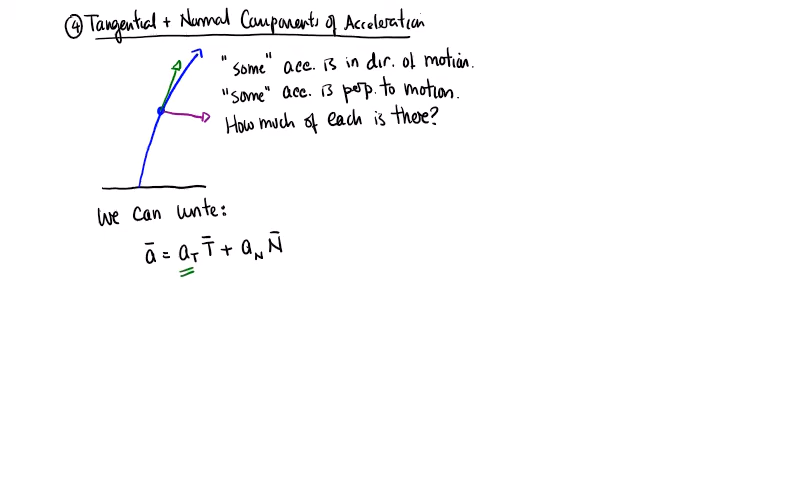 ④ Tangential + Normal Components of Acceleration
"some" acc. is in dir. of motion.
"some" acc. is perp. to motion.
How much of each is there?
We can write:
ā = a_T T̄ + a_N N̄